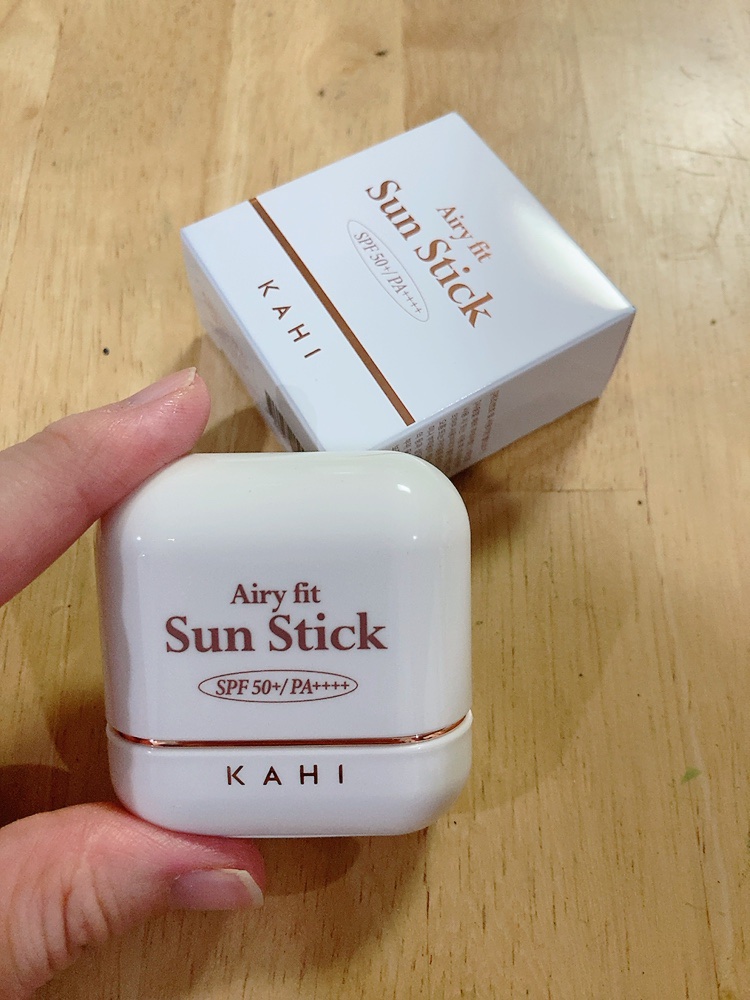 Airy fit
Sun Stick
SPF 50+/PA++++
KAHI
Airy fit
Sun Stick
SPF 50+/ PA++++
KAHI